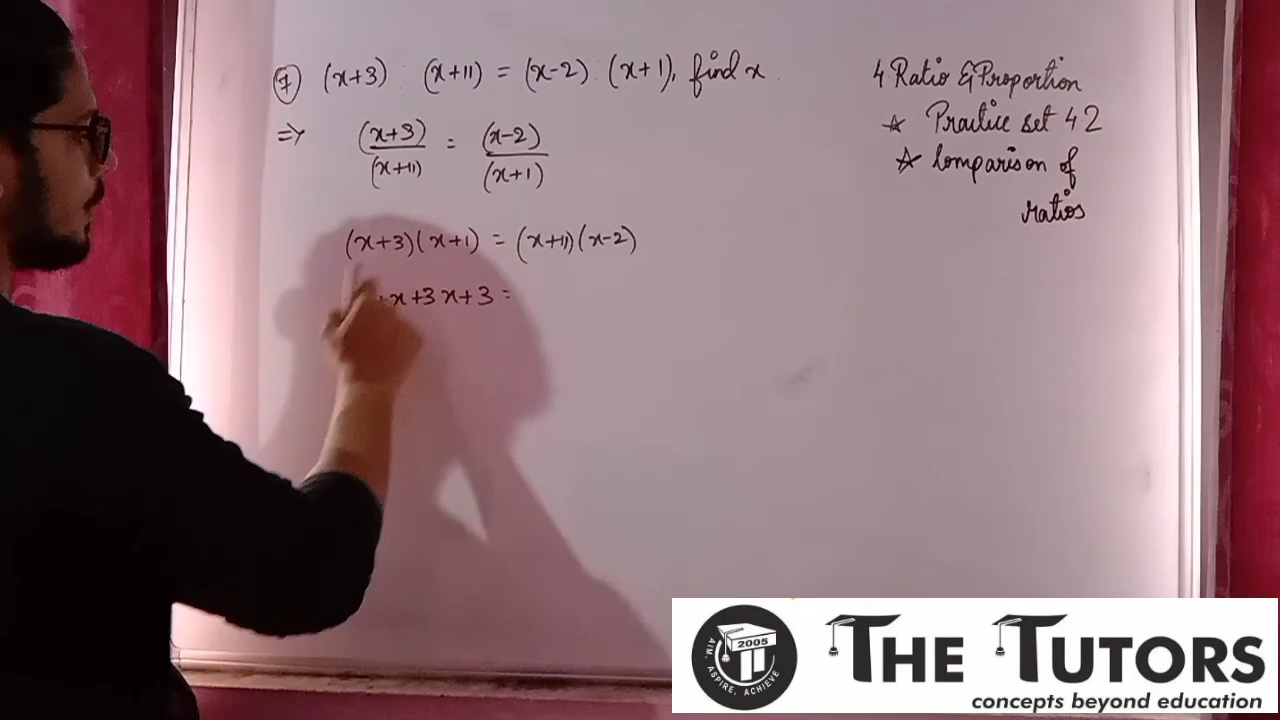 7 (x+3) : (x+11) = (x-2) : (x+1), find x
⇒ (x+3)/(x+11) = (x-2)/(x+1)
(x+3)(x+1) = (x+11)(x-2)
+x+3x+3 =
4 Ratio & Proportion
☆ Practice set 4.2
☆ Comparison of
ratios
2005
AIM, ASPIRE, ACHIEVE
THE TUTORS
concepts beyond education